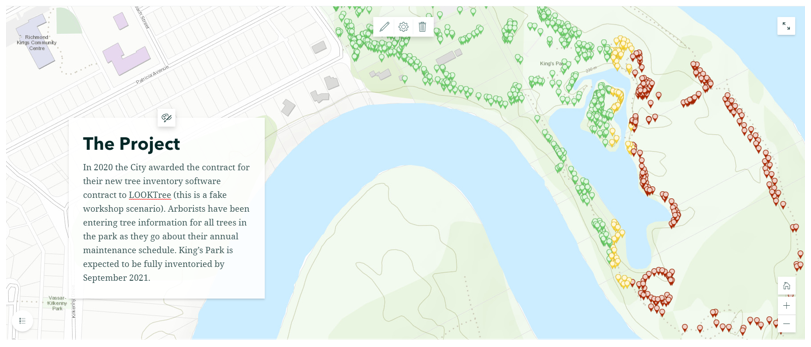 Richmond
Kings Community
Centre
Patricia Avenue
King's Park
The Project
In 2020 the City awarded the contract for
their new tree inventory software
contract to LOOKTree (this is a fake
workshop scenario). Arborists have been
entering tree information for all trees in
the park as they go about their annual
maintenance schedule. King's Park is
expected to be fully inventoried by
September 2021.
Vassar-
Kilkenny
Park